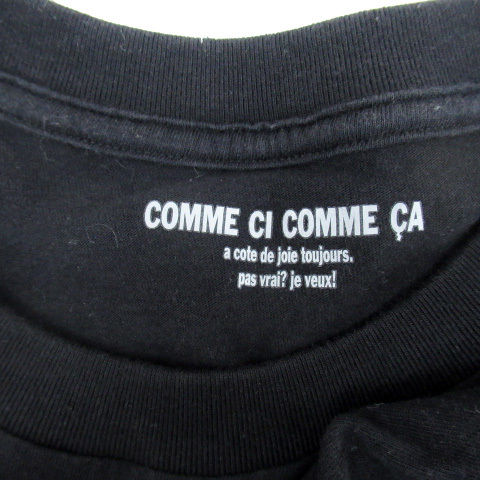 COMME CI COMME ÇA
a cote de joie toujours.
pas vrai? je veux!